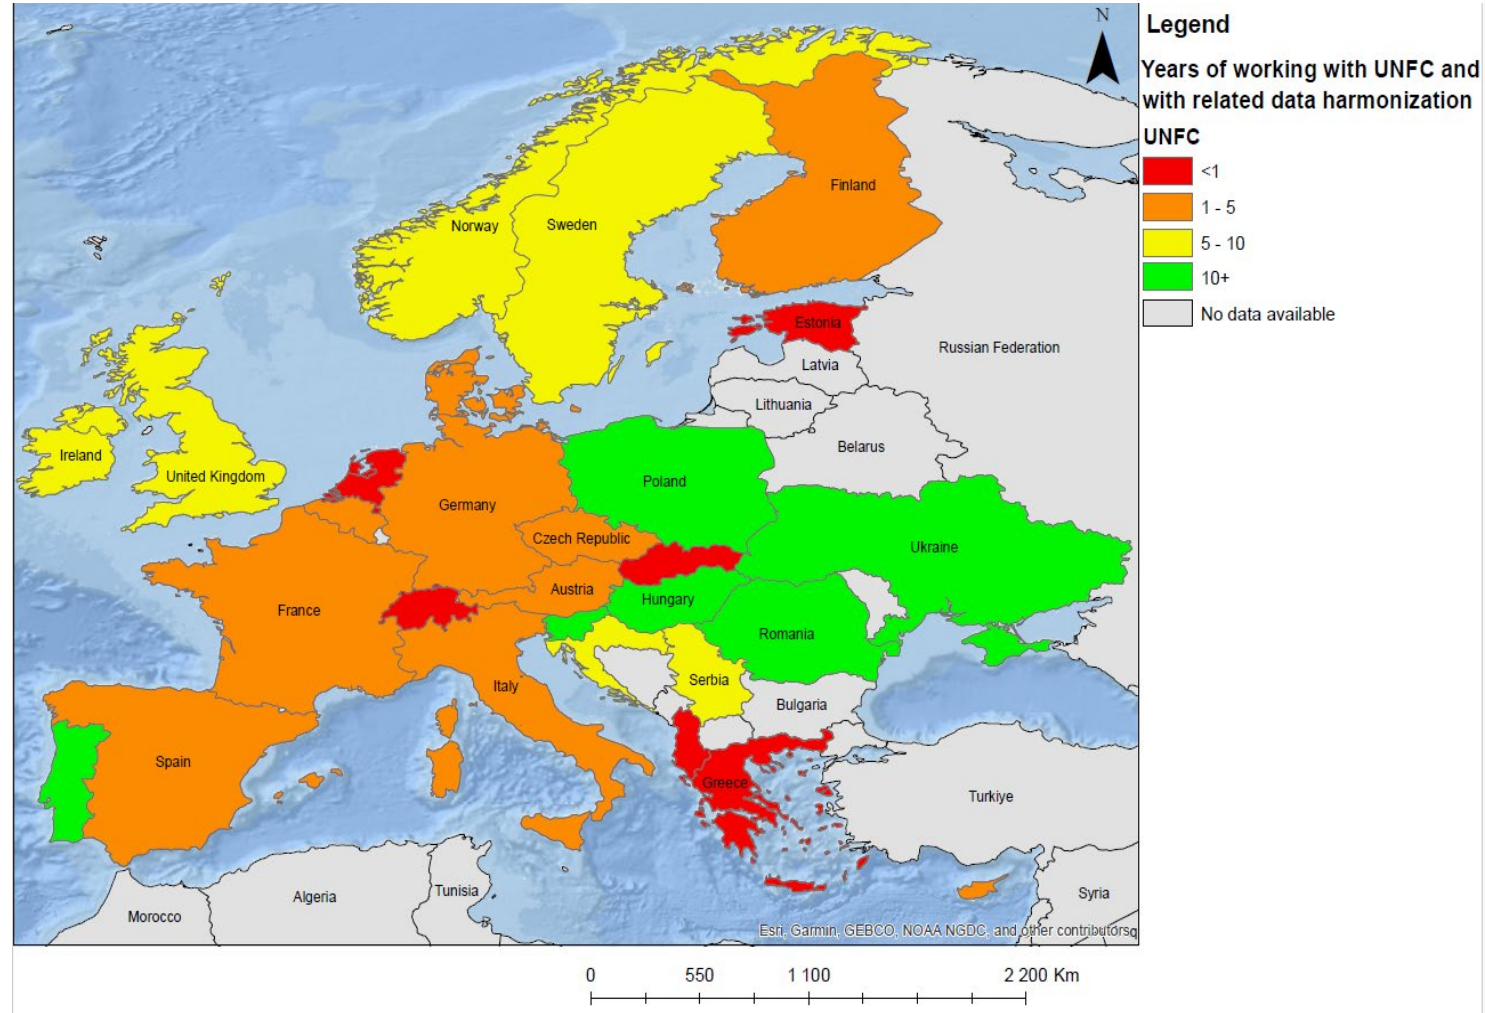 N
Legend
Years of working with UNFC and
with related data harmonization
UNFC
<1
1 - 5
5 - 10
10+
No data available
Finland
Norway
Sweden
Estonia
Russian Federation
Latvia
Lithuania
Belarus
Ireland
United Kingdom
Poland
Germany
Czech Republic
Ukraine
Austria
Hungary
France
Romania
Serbia
Italy
Bulgaria
Spain
Greece
Turkiye
Tunisia
Algeria
Syria
Morocco
Esri, Garmin, GEBCO, NOAA NGDC, and other contributorsq
0 550 1 100 2 200 Km